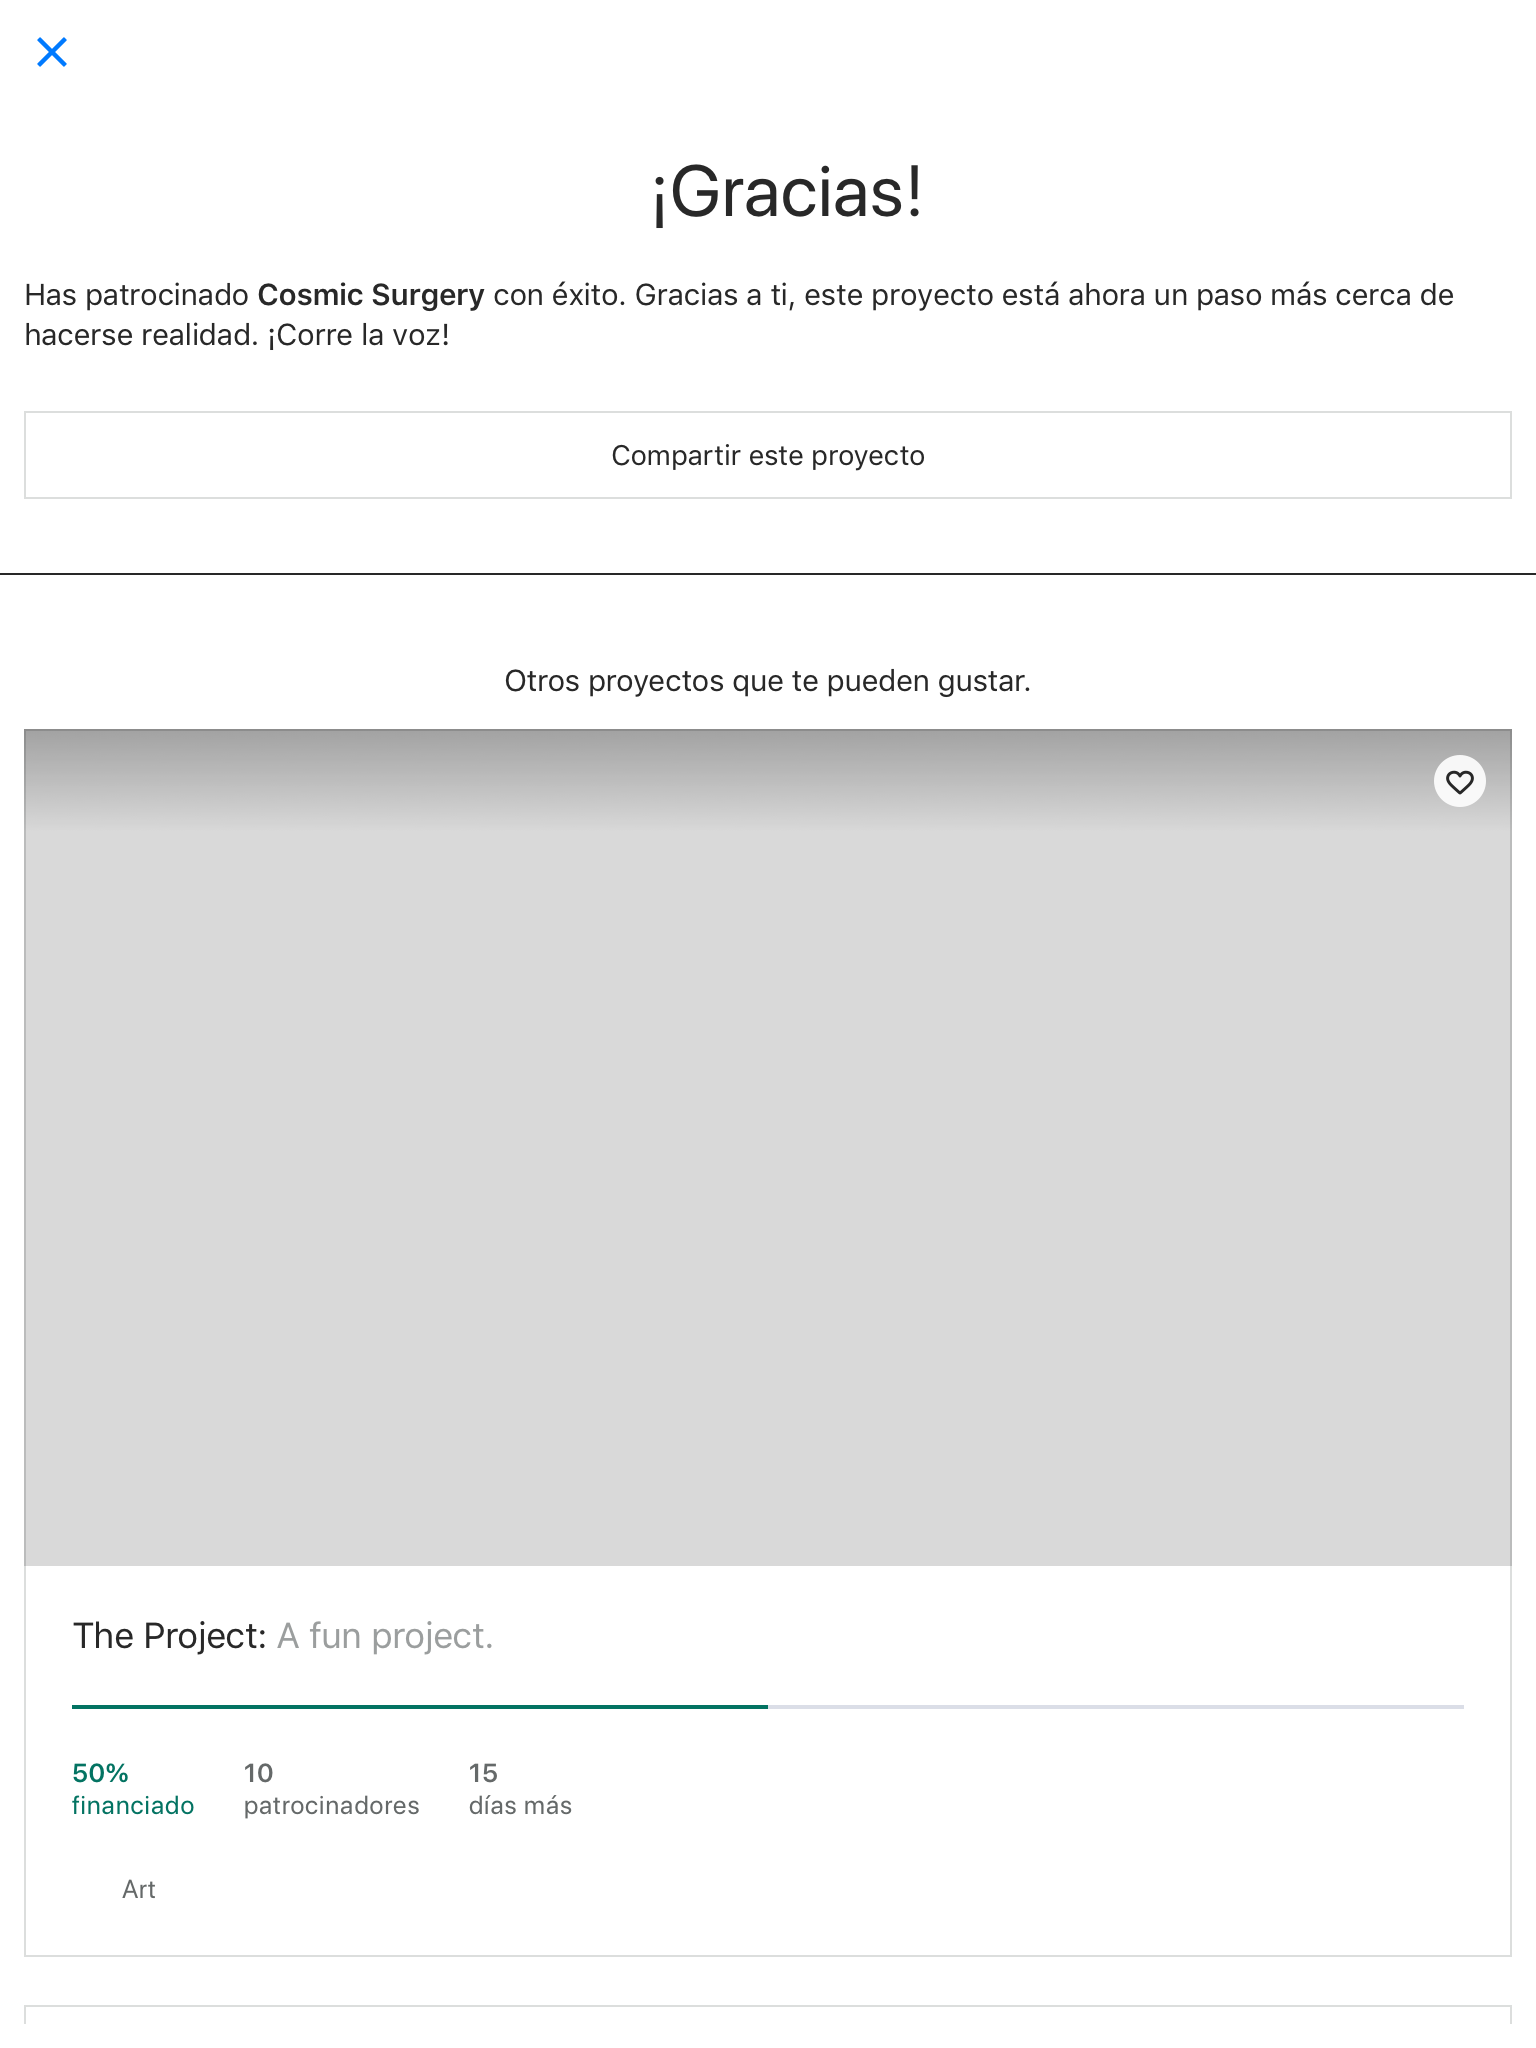 ¡Gracias!
Has patrocinado Cosmic Surgery con éxito. Gracias a ti, este proyecto está ahora un paso más cerca de
hacerse realidad. ¡Corre la voz!
Compartir este proyecto
Otros proyectos que te pueden gustar.
The Project: A fun project.
50% 10 15
financiado patrocinadores días más
Art